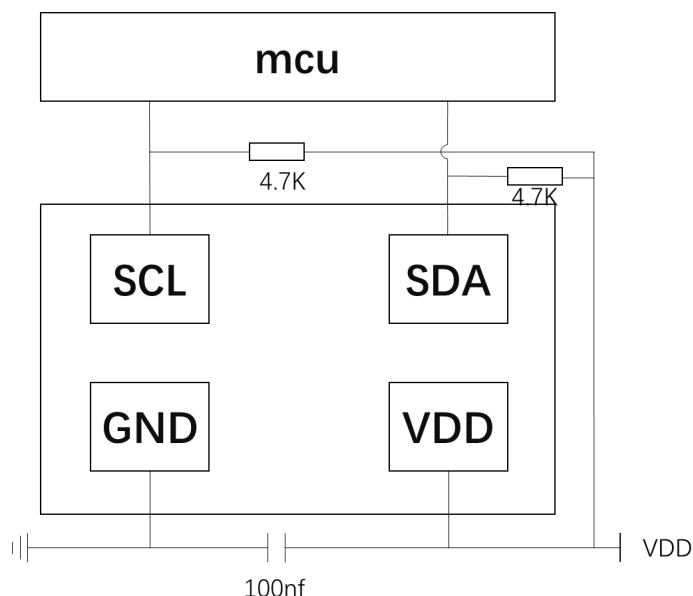 mcu
4.7K
4.7K
SCL
SDA
GND
VDD
VDD
100nf